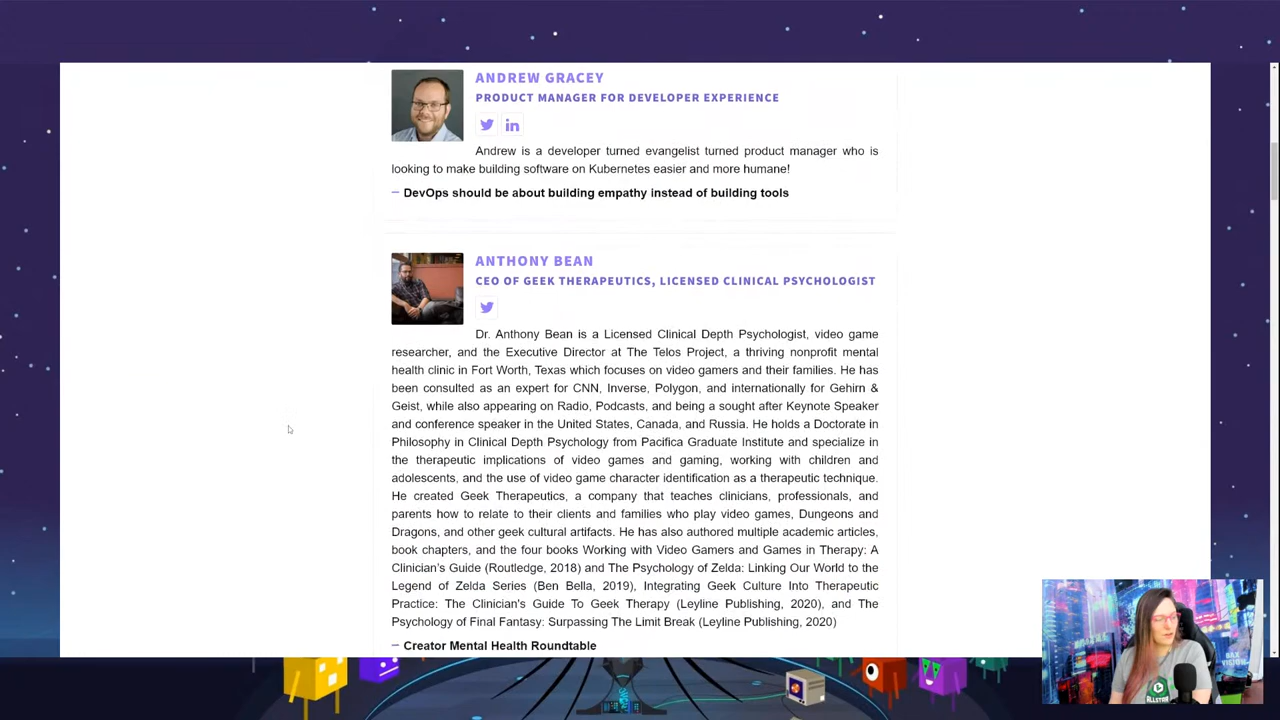 ANDREW GRACEY
PRODUCT MANAGER FOR DEVELOPER EXPERIENCE
Andrew is a developer turned evangelist turned product manager who is
looking to make building software on Kubernetes easier and more humane!
– DevOps should be about building empathy instead of building tools
ANTHONY BEAN
CEO OF GEEK THERAPEUTICS, LICENSED CLINICAL PSYCHOLOGIST
Dr. Anthony Bean is a Licensed Clinical Depth Psychologist, video game
researcher, and the Executive Director at The Telos Project, a thriving nonprofit mental
health clinic in Fort Worth, Texas which focuses on video gamers and their families. He has
been consulted as an expert for CNN, Inverse, Polygon, and internationally for Gehirn &
Geist, while also appearing on Radio, Podcasts, and being a sought after Keynote Speaker
and conference speaker in the United States, Canada, and Russia. He holds a Doctorate in
Philosophy in Clinical Depth Psychology from Pacifica Graduate Institute and specialize in
the therapeutic implications of video games and gaming, working with children and
adolescents, and the use of video game character identification as a therapeutic technique.
He created Geek Therapeutics, a company that teaches clinicians, professionals, and
parents how to relate to their clients and families who play video games, Dungeons and
Dragons, and other geek cultural artifacts. He has also authored multiple academic articles,
book chapters, and the four books Working with Video Gamers and Games in Therapy: A
Clinician's Guide (Routledge, 2018) and The Psychology of Zelda: Linking Our World to the
Legend of Zelda Series (Ben Bella, 2019), Integrating Geek Culture Into Therapeutic
Practice: The Clinician's Guide To Geek Therapy (Leyline Publishing, 2020), and The
Psychology of Final Fantasy: Surpassing The Limit Break (Leyline Publishing, 2020)
– Creator Mental Health Roundtable
ALLSTAR